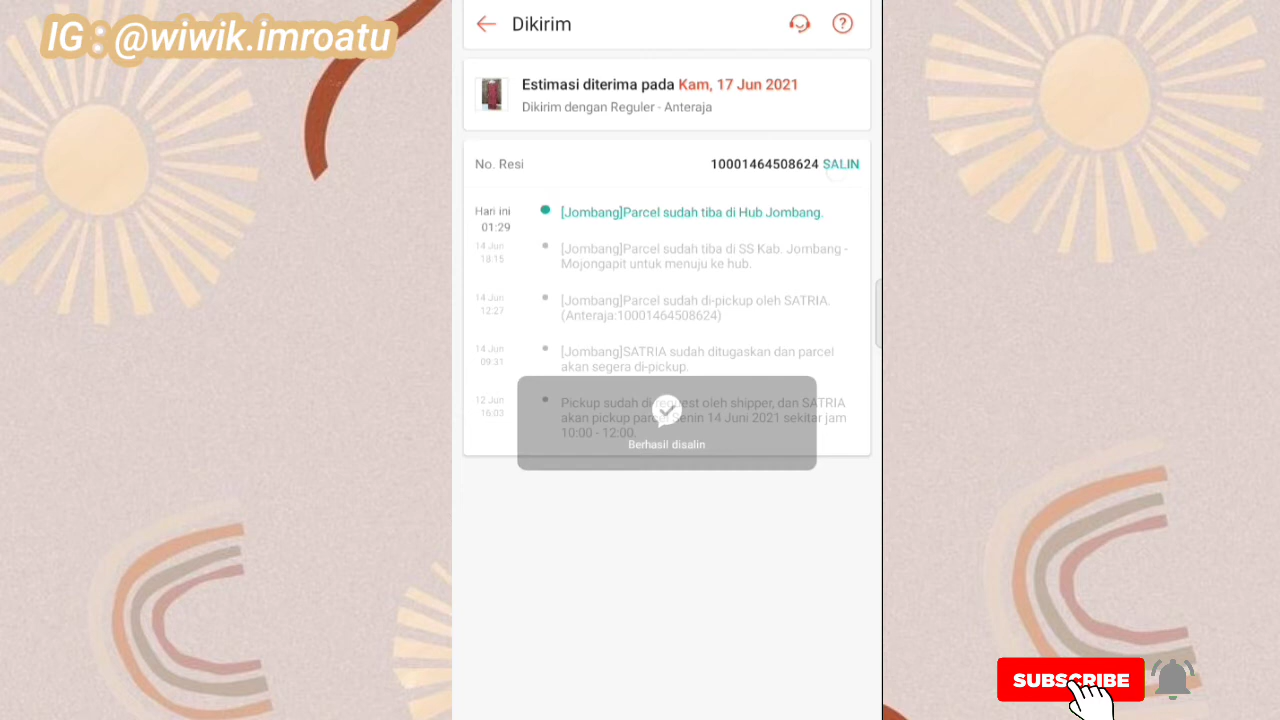 IG : @wiwik.imroatu
Dikirim
Estimasi diterima pada Kam, 17 Jun 2021
Dikirim dengan Reguler - Anteraja
No. Resi 10001464508624 SALIN
Hari ini
01:29
[Jombang]Parcel sudah tiba di Hub Jombang.
14 Jun
18:15
[Jombang]Parcel sudah tiba di SS Kab. Jombang -
Mojongapit untuk menuju ke hub.
14 Jun
12:27
[Jombang]Parcel sudah di-pickup oleh SATRIA.
(Anteraja:10001464508624)
14 Jun
09:31
[Jombang]SATRIA sudah ditugaskan dan parcel
akan segera di-pickup.
12 Jun
16:03
Pickup sudah di request oleh shipper, dan SATRIA
akan pickup parcel Senin 14 Juni 2021 sekitar jam
10:00 - 12:00.
Berhasil disalin
SUBSCRIBE